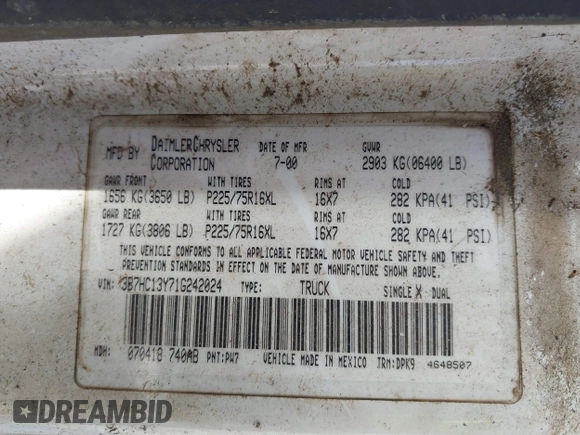 MFD BY DAIMLERCHRYSLER CORPORATION DATE OF MFR 7-00 GVWR 2903 KG(06400 LB)
GAWR FRONT WITH TIRES RIMS AT COLD
1656 KG(3650 LB) P225/75R16XL 16X7 282 KPA(41 PSI)
GAWR REAR WITH TIRES RIMS AT COLD
1727 KG(3806 LB) P225/75R16XL 16X7 282 KPA(41 PSI)
THIS VEHICLE CONFORMS TO ALL APPLICABLE FEDERAL MOTOR VEHICLE SAFETY AND THEFT
PREVENTION STANDARDS IN EFFECT ON THE DATE OF MANUFACTURE SHOWN ABOVE.
VIN: 3B7HC13Y71G242024 TYPE: TRUCK SINGLE X DUAL
MDH: 070418 740AB PNT:PW7 VEHICLE MADE IN MEXICO TRM:DPK9 4648507
DREAMBID